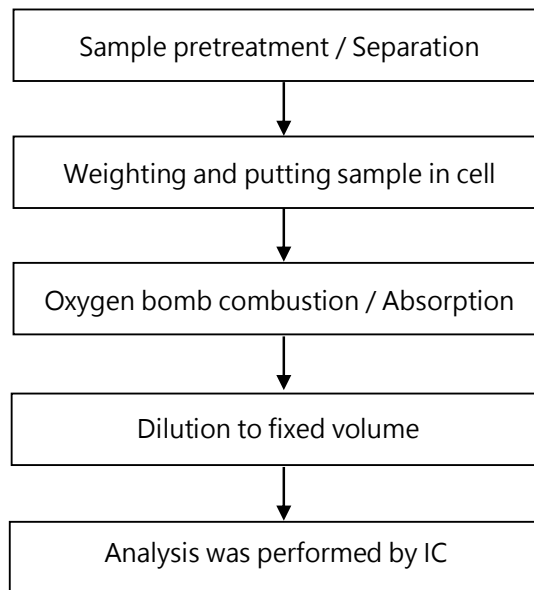 Sample pretreatment / Separation
Weighting and putting sample in cell
Oxygen bomb combustion / Absorption
Dilution to fixed volume
Analysis was performed by IC